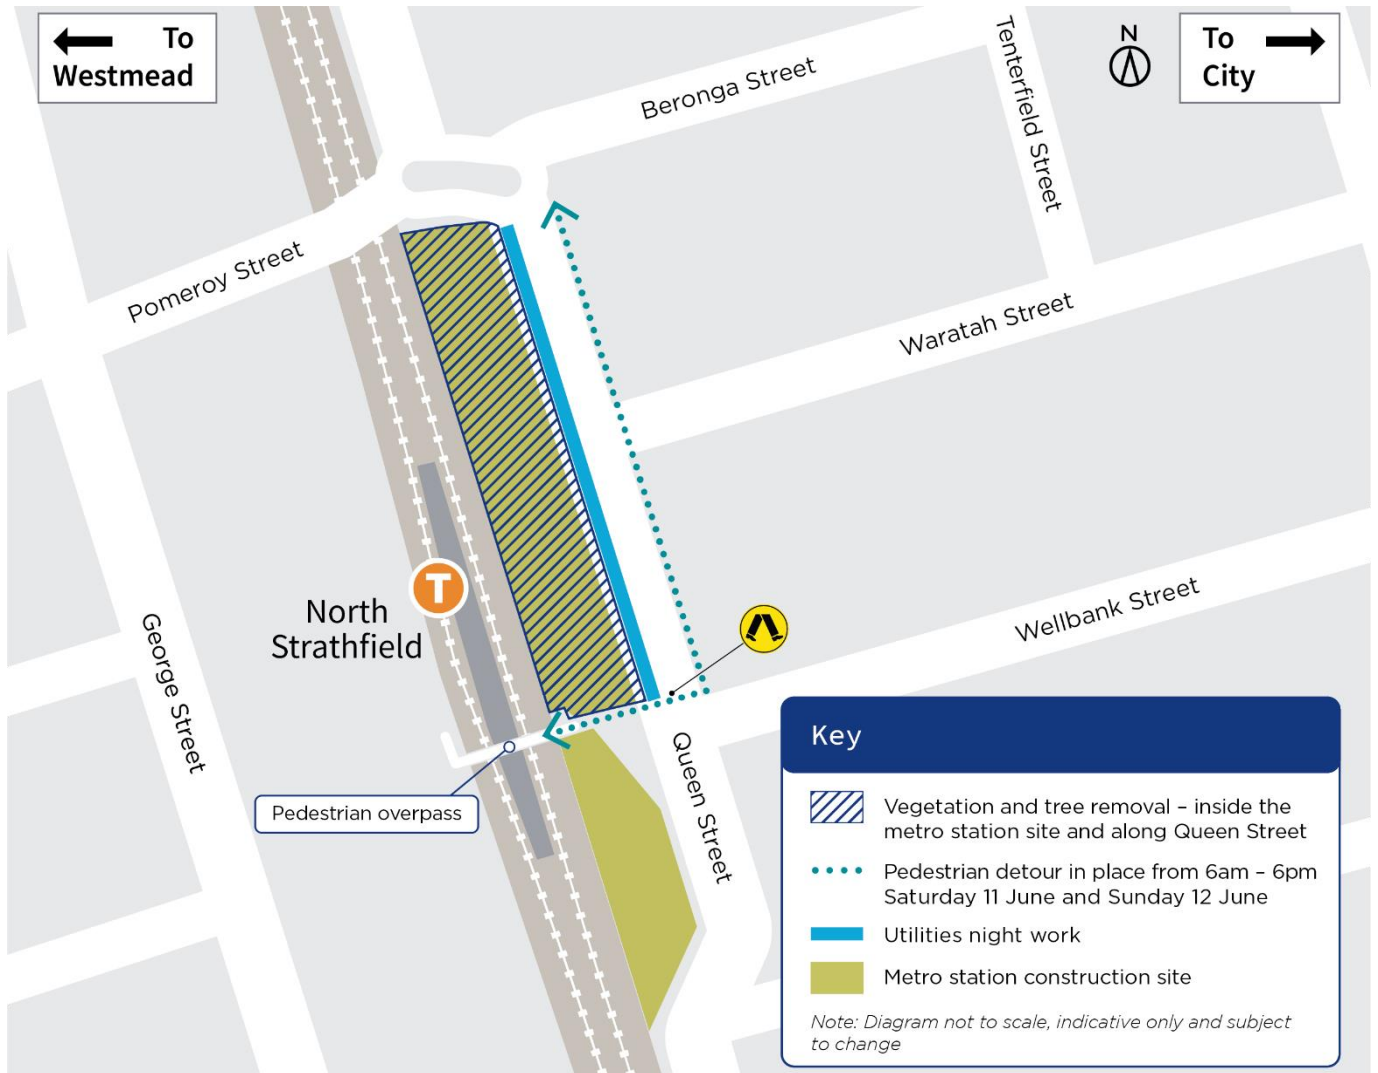 To
Westmead
N
To
City
Beronga Street
Tenterfield Street
Pomeroy Street
Waratah Street
T
North
Strathfield
Wellbank Street
George Street
Queen Street
Pedestrian overpass
Key
Vegetation and tree removal – inside the
metro station site and along Queen Street
Pedestrian detour in place from 6am – 6pm
Saturday 11 June and Sunday 12 June
Utilities night work
Metro station construction site
Note: Diagram not to scale, indicative only and subject
to change